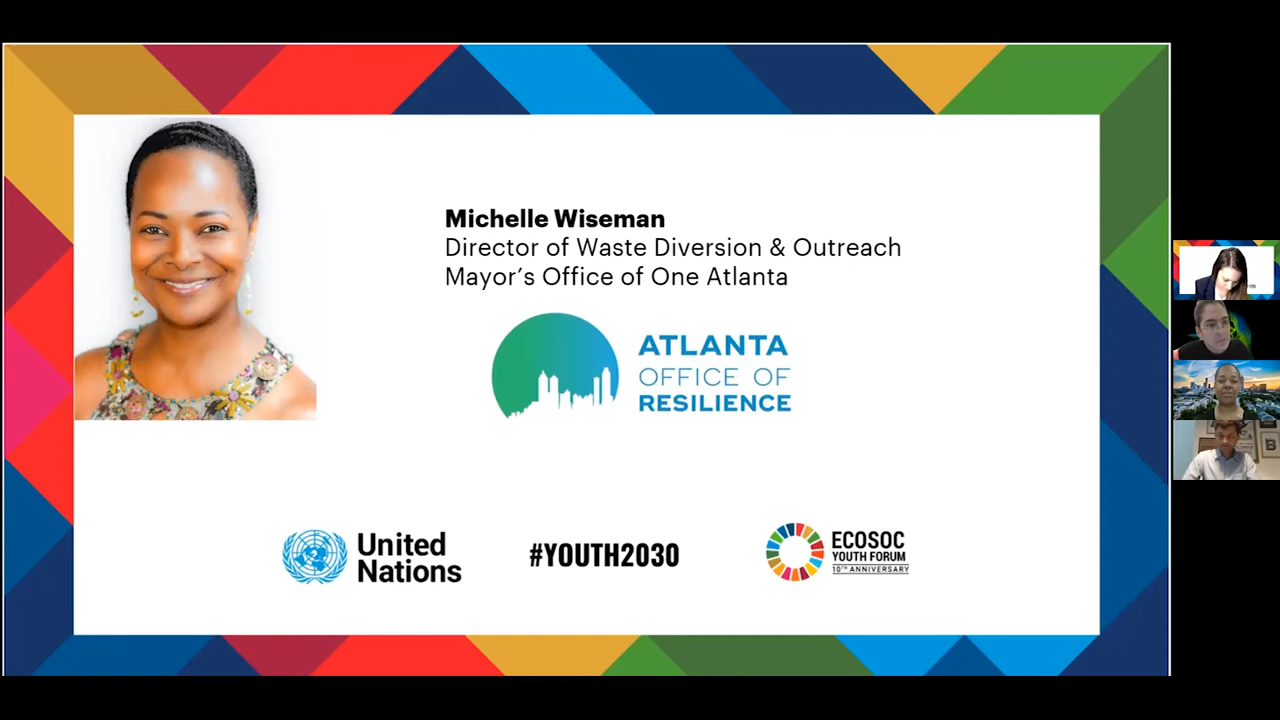 Michelle Wiseman
Director of Waste Diversion & Outreach
Mayor's Office of One Atlanta
ATLANTA
OFFICE OF
RESILIENCE
United
Nations
#YOUTH2030
ECOSOC
YOUTH FORUM
10TH ANNIVERSARY